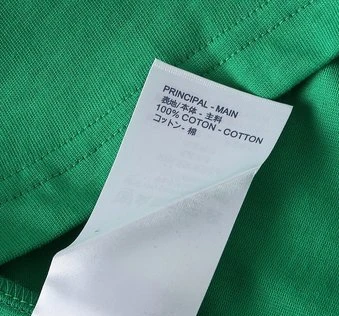 PRINCIPAL - MAIN
表地/本体 - 主料
100% COTON - COTTON
コットン - 棉